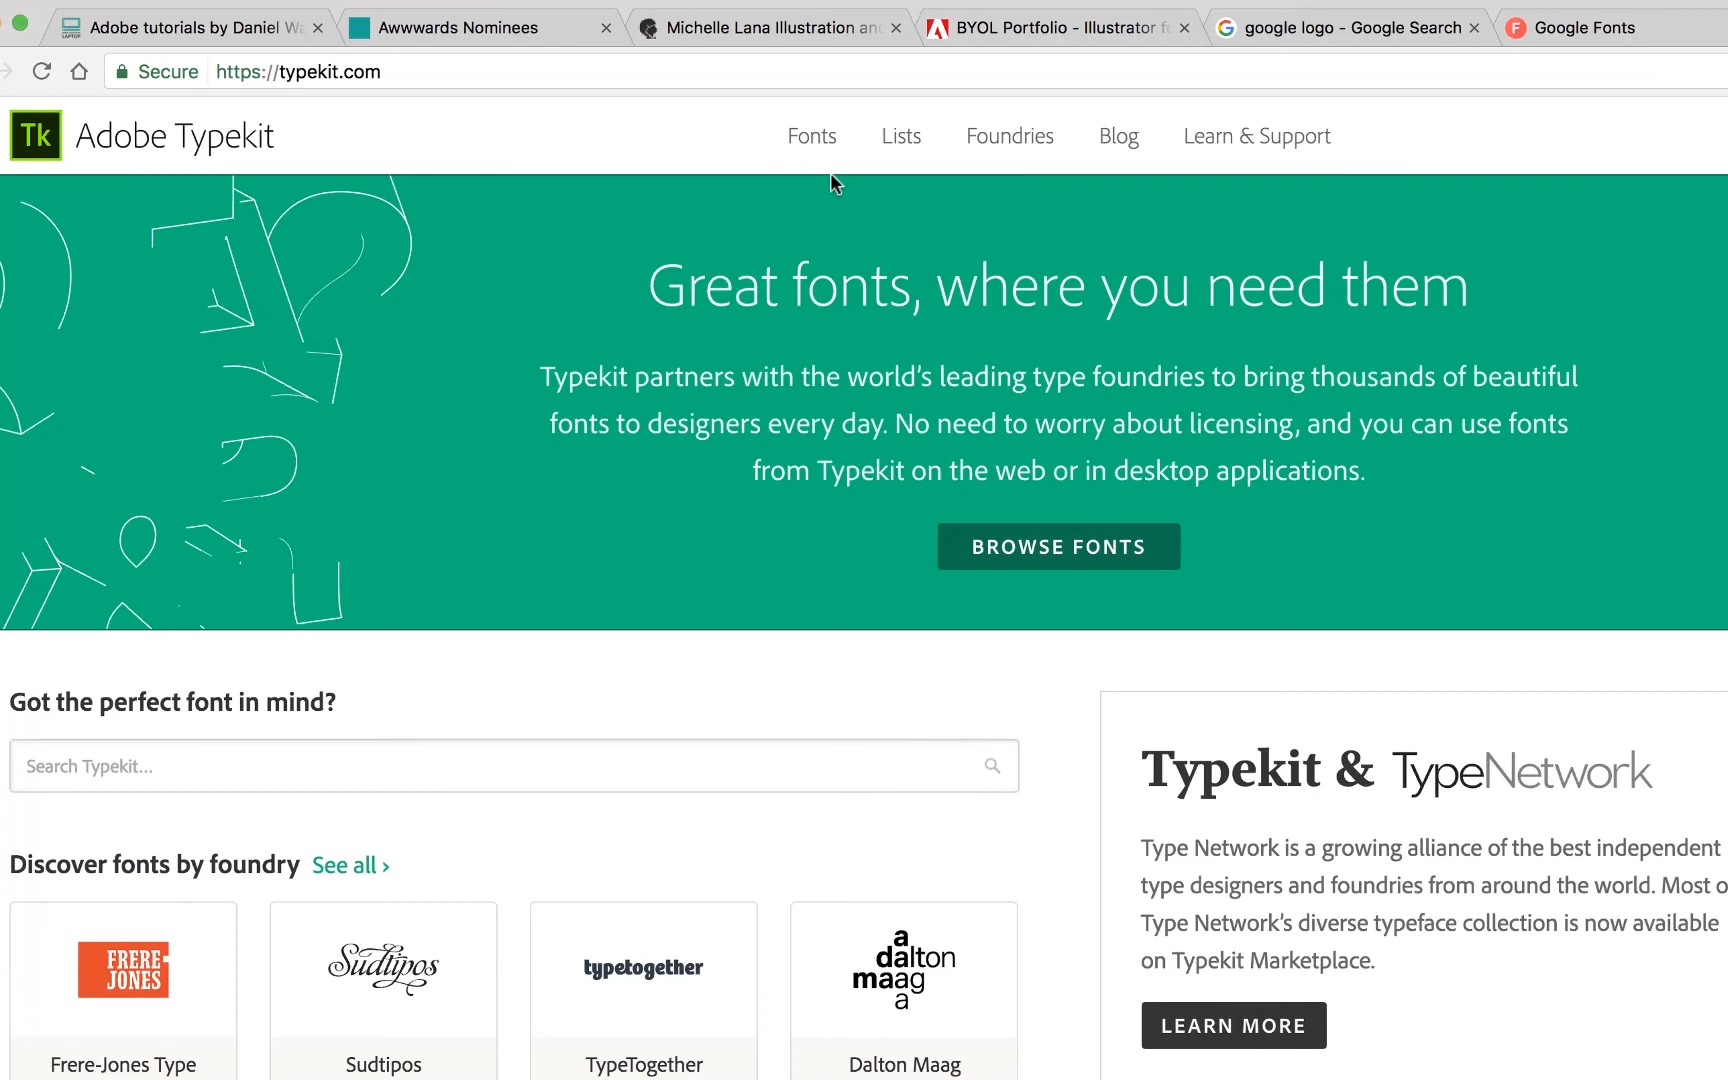 Adobe tutorials by Daniel Wa
Awwwards Nominees
Michelle Lana Illustration and
BYOL Portfolio - Illustrator fo
google logo - Google Search
Google Fonts
Secure
https://typekit.com
Tk
Adobe Typekit
Fonts
Lists
Foundries
Blog
Learn & Support
Great fonts, where you need them
Typekit partners with the world's leading type foundries to bring thousands of beautiful
fonts to designers every day. No need to worry about licensing, and you can use fonts
from Typekit on the web or in desktop applications.
BROWSE FONTS
Got the perfect font in mind?
Search Typekit...
Discover fonts by foundry See all ›
FRERE-
JONES
Sudtipos
typetogether
a
dalton
maag
a
Frere-Jones Type
Sudtipos
TypeTogether
Dalton Maag
Typekit & TypeNetwork
Type Network is a growing alliance of the best independent
type designers and foundries from around the world. Most o
Type Network's diverse typeface collection is now available
on Typekit Marketplace.
LEARN MORE